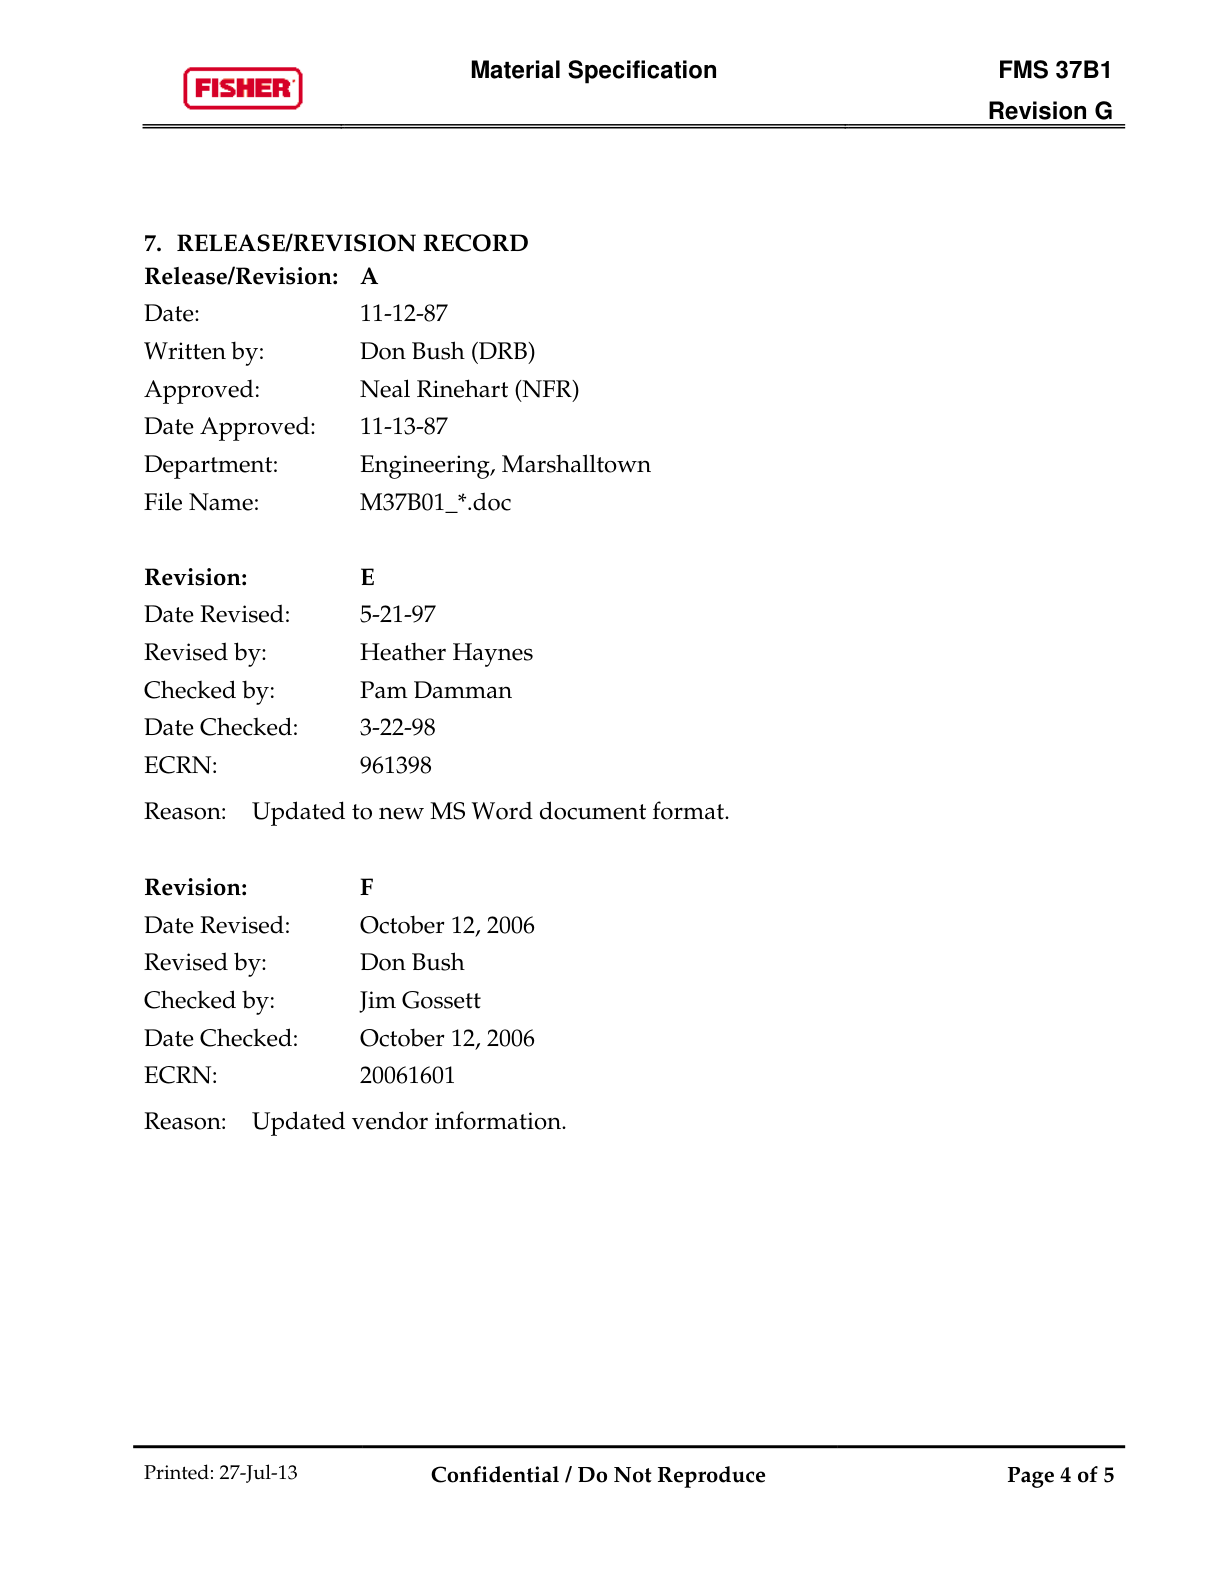 FISHER
Material Specification
FMS 37B1
Revision G
7. RELEASE/REVISION RECORD
Release/Revision: A
Date: 11-12-87
Written by: Don Bush (DRB)
Approved: Neal Rinehart (NFR)
Date Approved: 11-13-87
Department: Engineering, Marshalltown
File Name: M37B01_*.doc
Revision: E
Date Revised: 5-21-97
Revised by: Heather Haynes
Checked by: Pam Damman
Date Checked: 3-22-98
ECRN: 961398
Reason: Updated to new MS Word document format.
Revision: F
Date Revised: October 12, 2006
Revised by: Don Bush
Checked by: Jim Gossett
Date Checked: October 12, 2006
ECRN: 20061601
Reason: Updated vendor information.
Printed: 27-Jul-13 Confidential / Do Not Reproduce Page 4 of 5